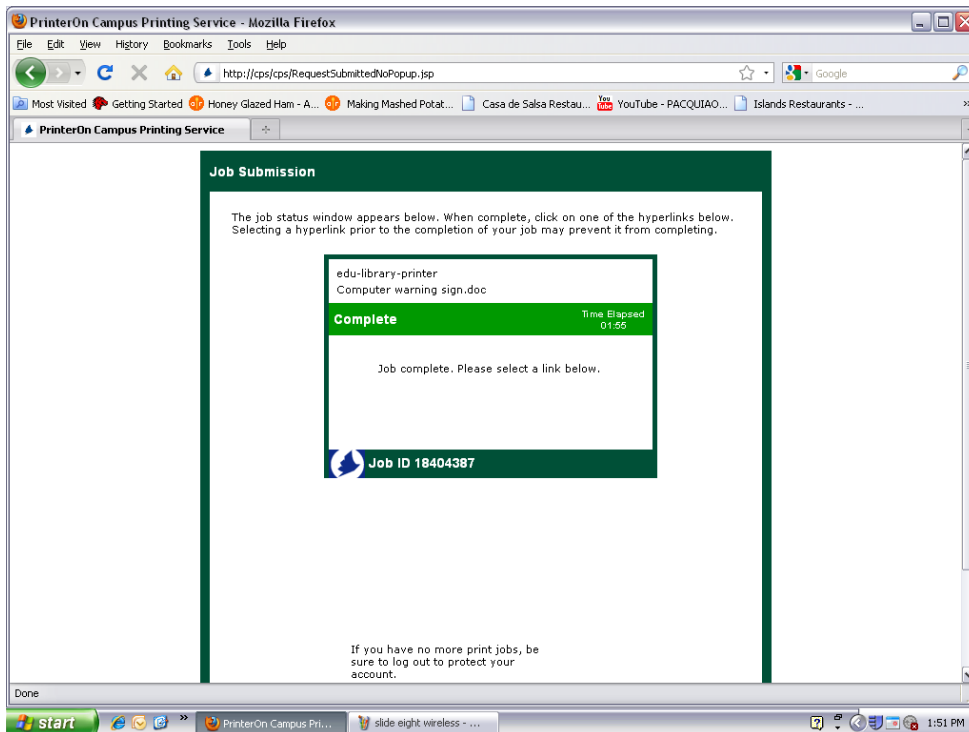 PrinterOn Campus Printing Service - Mozilla Firefox
File Edit View History Bookmarks Tools Help
http://cps/cps/RequestSubmittedNoPopup.jsp
Google
Most Visited Getting Started Honey Glazed Ham - A... Making Mashed Potat... Casa de Salsa Restau... You Tube YouTube - PACQUIAO... Islands Restaurants - ... »
PrinterOn Campus Printing Service
Job Submission
The job status window appears below. When complete, click on one of the hyperlinks below.
Selecting a hyperlink prior to the completion of your job may prevent it from completing.
edu-library-printer
Computer warning sign.doc
Complete
Time Elapsed
01:55
Job complete. Please select a link below.
Job ID 18404387
If you have no more print jobs, be
sure to log out to protect your
account.
Done
start » PrinterOn Campus Pri... slide eight wireless - ... 1:51 PM